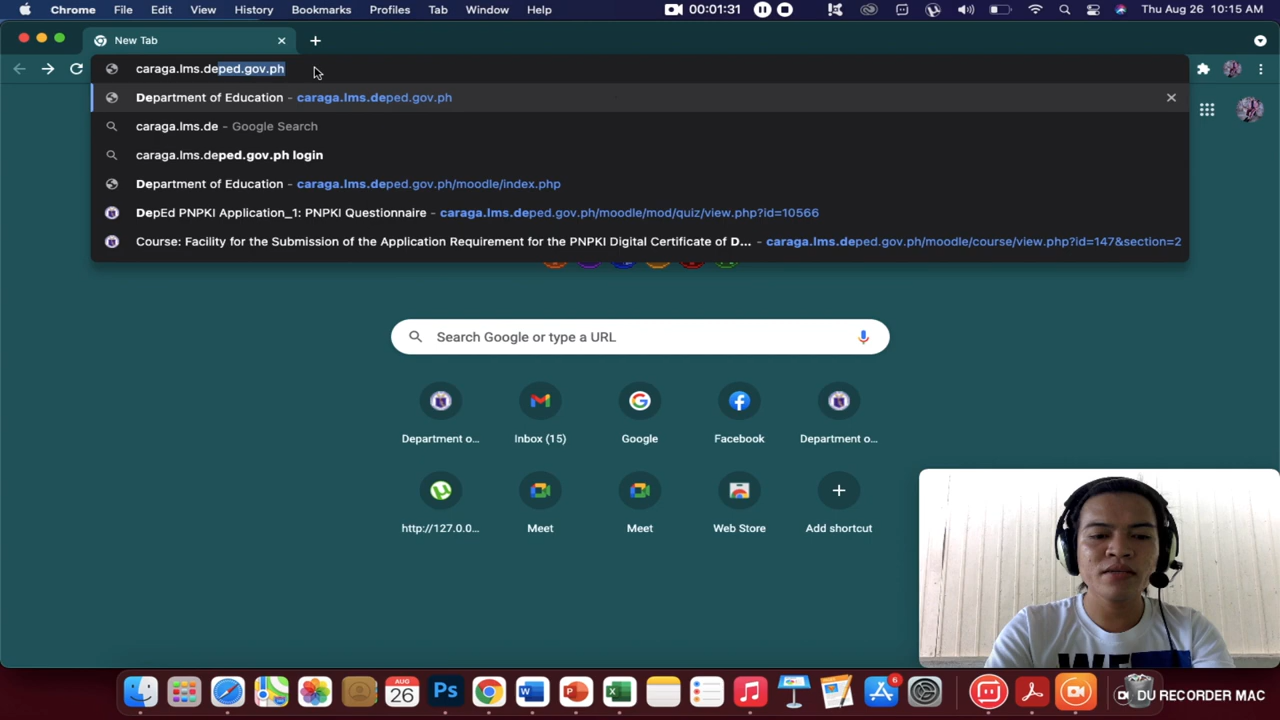 Chrome File Edit View History Bookmarks Profiles Tab Window Help 00:01:31 Thu Aug 26 10:15 AM
New Tab
caraga.lms.deped.gov.ph
Department of Education - caraga.lms.deped.gov.ph
caraga.lms.de - Google Search
caraga.lms.deped.gov.ph login
Department of Education - caraga.lms.deped.gov.ph/moodle/index.php
DepEd PNPKI Application_1: PNPKI Questionnaire - caraga.lms.deped.gov.ph/moodle/mod/quiz/view.php?id=10566
Course: Facility for the Submission of the Application Requirement for the PNPKI Digital Certificate of D... - caraga.lms.deped.gov.ph/moodle/course/view.php?id=147&section=2
Search Google or type a URL
Department o... Inbox (15) Google Facebook Department o...
http://127.0.0... Meet Meet Web Store Add shortcut
AUG
26
Ps
W
P
X
6
DU RECORDER MAC